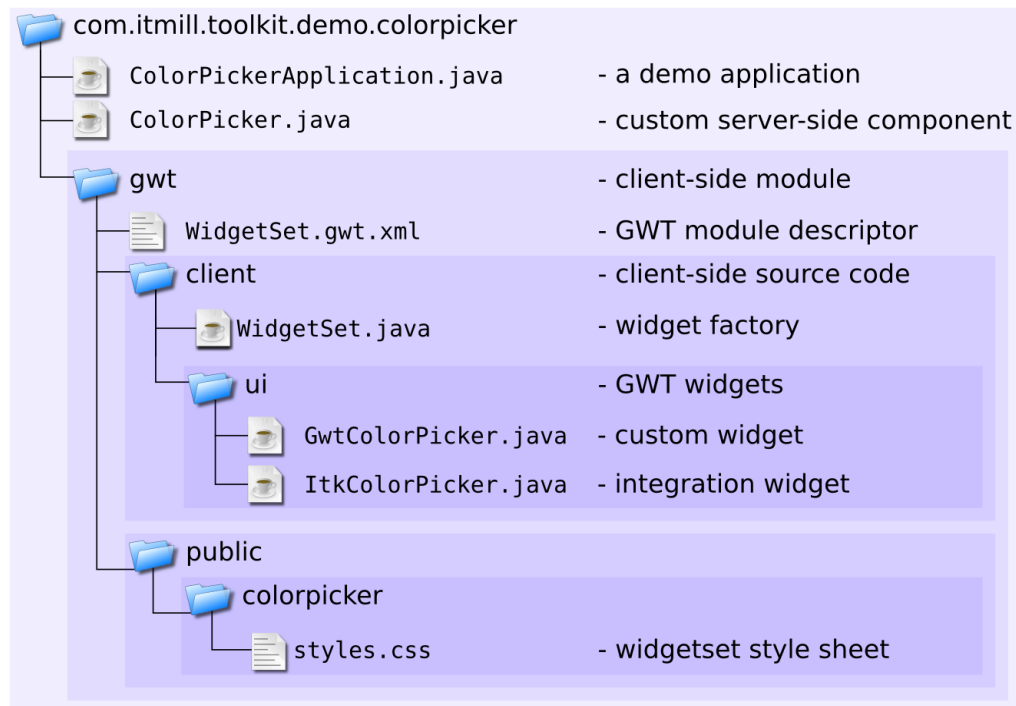 com.itmill.toolkit.demo.colorpicker
ColorPickerApplication.java - a demo application
ColorPicker.java - custom server-side component
gwt - client-side module
WidgetSet.gwt.xml - GWT module descriptor
client - client-side source code
WidgetSet.java - widget factory
ui - GWT widgets
GwtColorPicker.java - custom widget
ItkColorPicker.java - integration widget
public
colorpicker
styles.css - widgetset style sheet